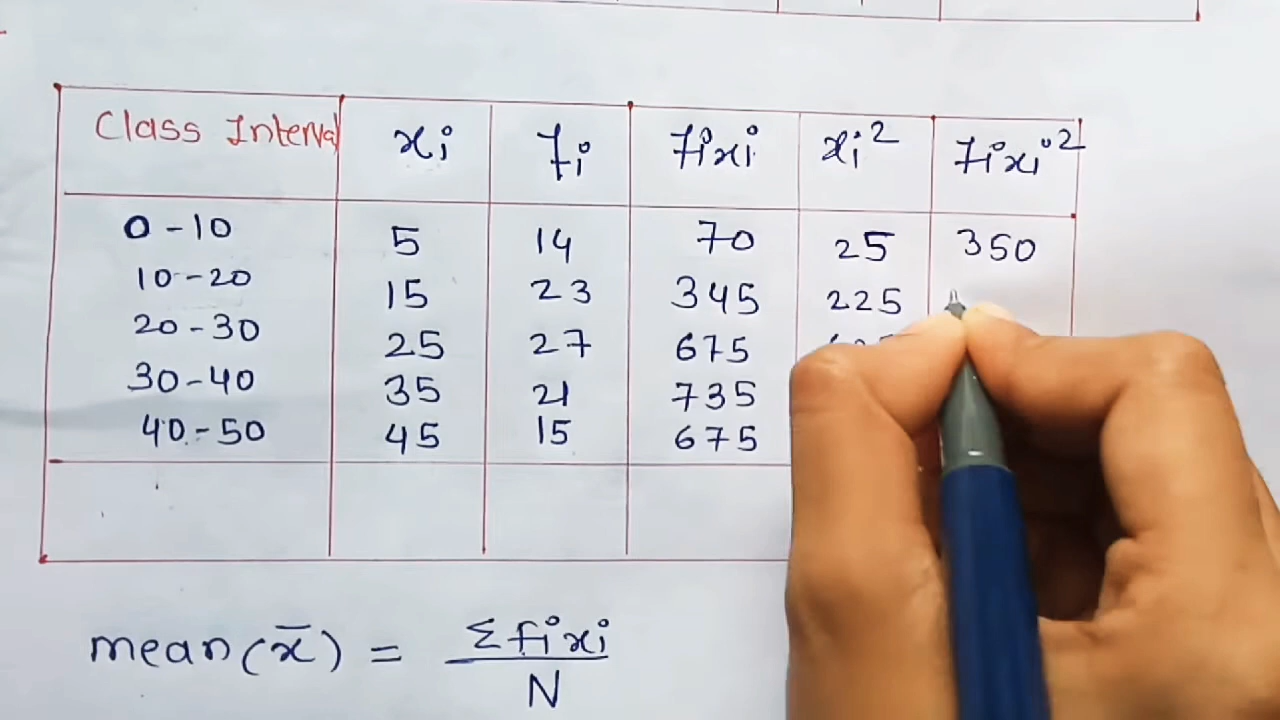 Class Interval xi fi fixi xi² fixi²
0-10 5 14 70 25 350
10-20 15 23 345 225
20-30 25 27 675
30-40 35 21 735
40-50 45 15 675
mean(x̄) = Σfixi / N